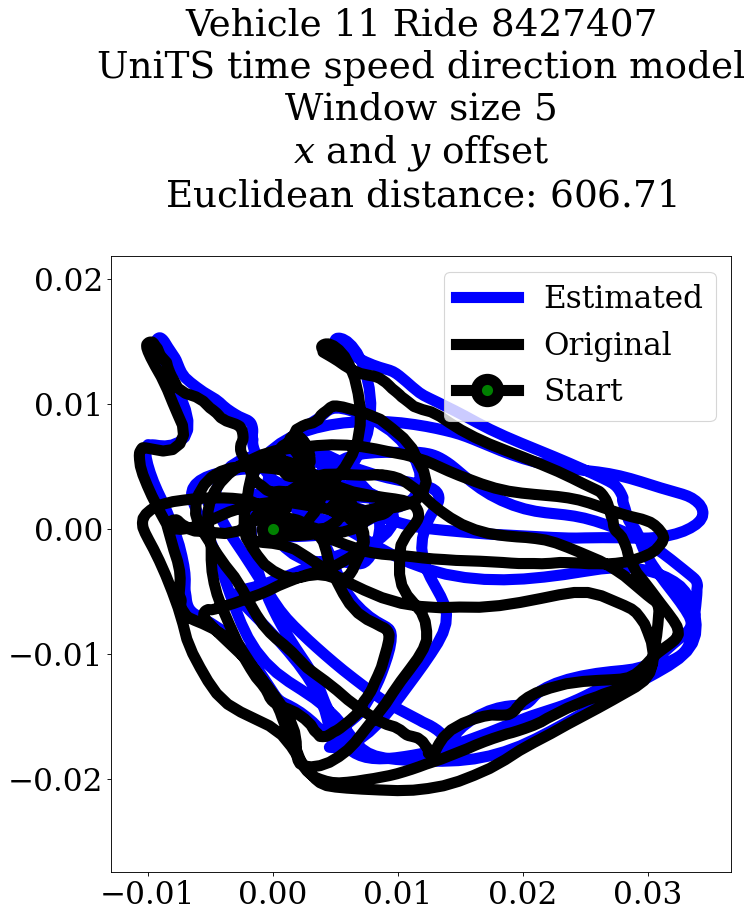 Vehicle 11 Ride 8427407
UniTS time speed direction model
Window size 5
x and y offset
Euclidean distance: 606.71
Estimated
Original
Start
0.02
0.01
0.00
−0.01
−0.02
−0.01 0.00 0.01 0.02 0.03